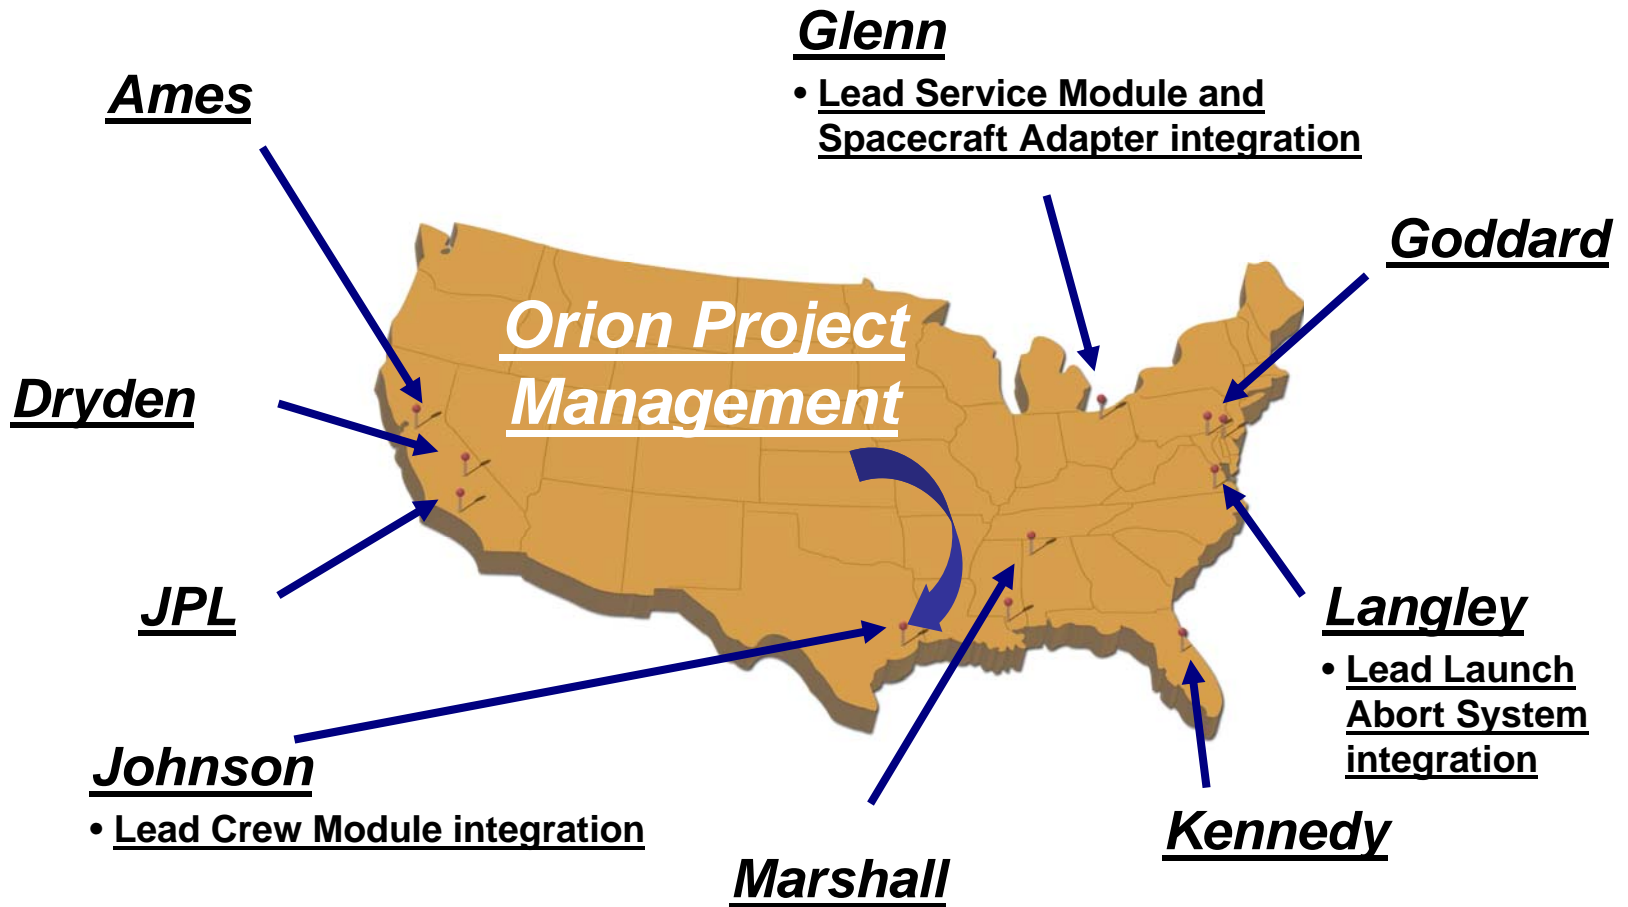 Glenn
• Lead Service Module and
Spacecraft Adapter integration
Ames
Goddard
Orion Project
Management
Dryden
JPL
Langley
• Lead Launch
Abort System
integration
Johnson
• Lead Crew Module integration
Kennedy
Marshall